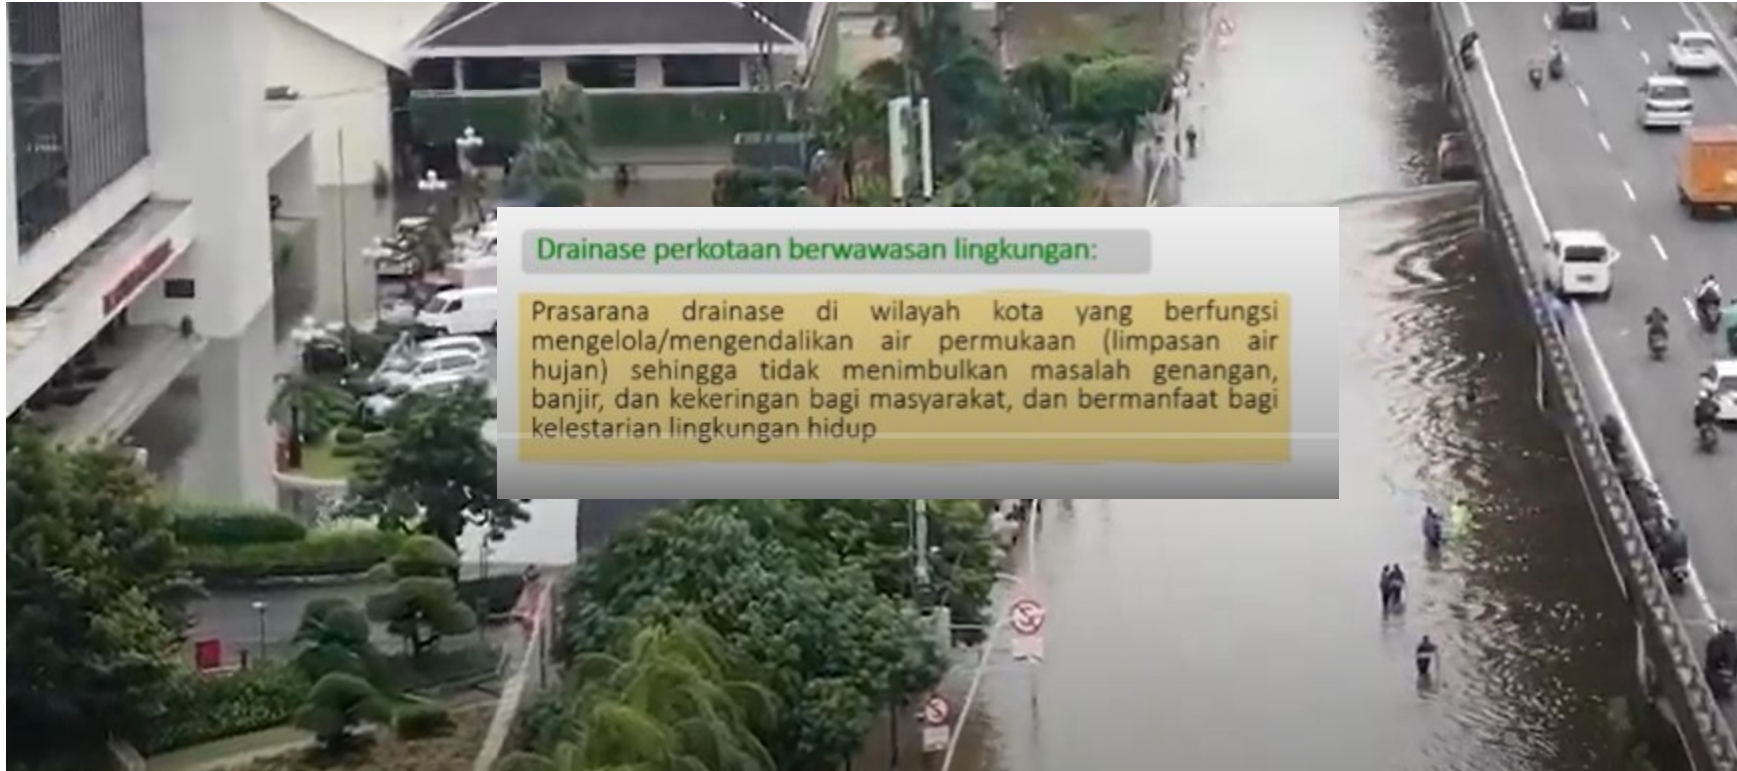 Drainase perkotaan berwawasan lingkungan:
Prasarana drainase di wilayah kota yang berfungsi
mengelola/mengendalikan air permukaan (limpasan air
hujan) sehingga tidak menimbulkan masalah genangan,
banjir, dan kekeringan bagi masyarakat, dan bermanfaat bagi
kelestarian lingkungan hidup